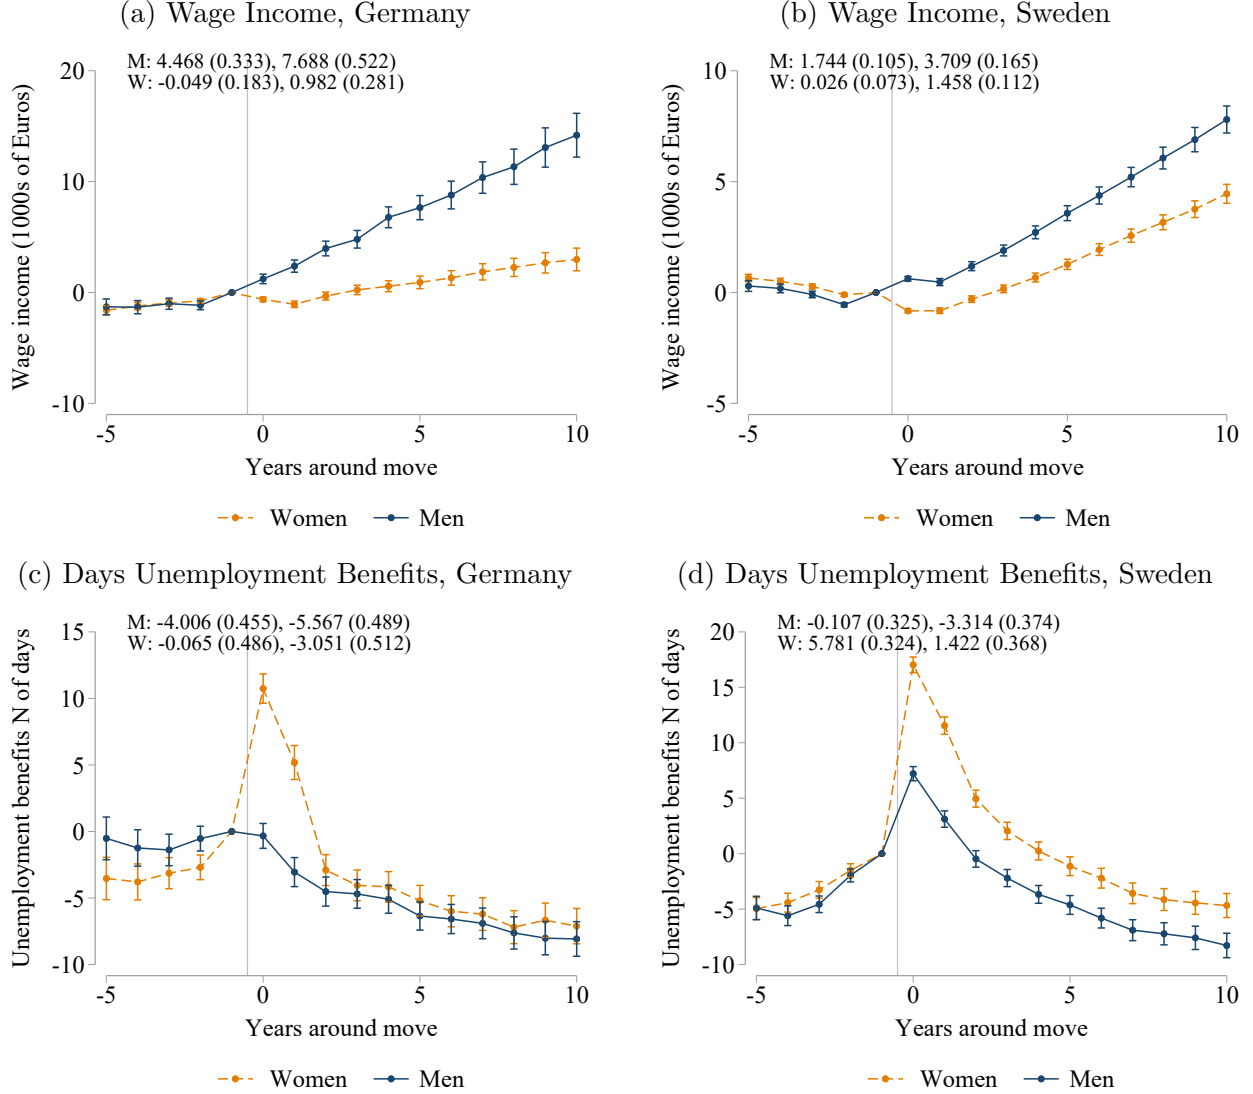 (a) Wage Income, Germany
M: 4.468 (0.333), 7.688 (0.522)
W: -0.049 (0.183), 0.982 (0.281)
Wage income (1000s of Euros)
20
10
0
-10
-5
0
5
10
Years around move
Women
Men
(b) Wage Income, Sweden
M: 1.744 (0.105), 3.709 (0.165)
W: 0.026 (0.073), 1.458 (0.112)
Wage income (1000s of Euros)
10
5
0
-5
-5
0
5
10
Years around move
Women
Men
(c) Days Unemployment Benefits, Germany
M: -4.006 (0.455), -5.567 (0.489)
W: -0.065 (0.486), -3.051 (0.512)
Unemployment benefits N of days
15
10
5
0
-5
-10
-5
0
5
10
Years around move
Women
Men
(d) Days Unemployment Benefits, Sweden
M: -0.107 (0.325), -3.314 (0.374)
W: 5.781 (0.324), 1.422 (0.368)
Unemployment benefits N of days
20
15
10
5
0
-5
-10
-5
0
5
10
Years around move
Women
Men